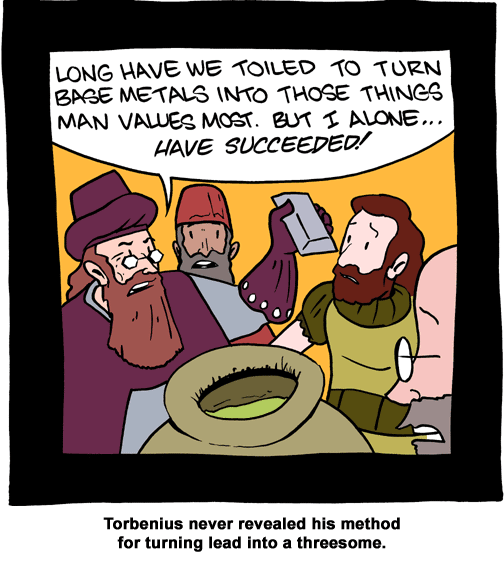 LONG HAVE WE TOILED TO TURN
BASE METALS INTO THOSE THINGS
MAN VALUES MOST. BUT I ALONE...
HAVE SUCCEEDED!
Torbenius never revealed his method
for turning lead into a threesome.